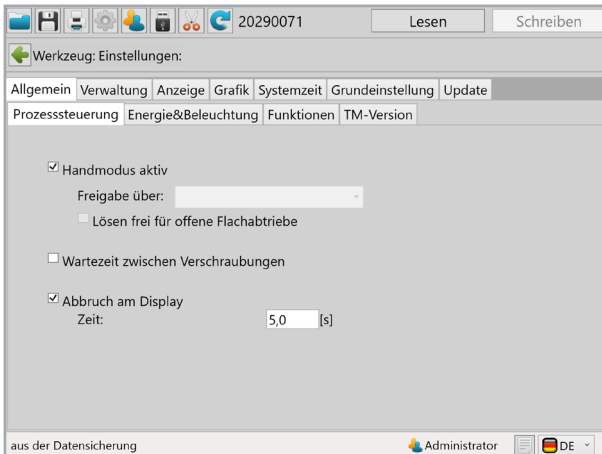 20290071 Lesen Schreiben
Werkzeug: Einstellungen:
Allgemein Verwaltung Anzeige Grafik Systemzeit Grundeinstellung Update
Prozesssteuerung Energie&Beleuchtung Funktionen TM-Version
Handmodus aktiv
Freigabe über:
Lösen frei für offene Flachabtriebe
Wartezeit zwischen Verschraubungen
Abbruch am Display
Zeit: 5,0 [s]
aus der Datensicherung Administrator DE